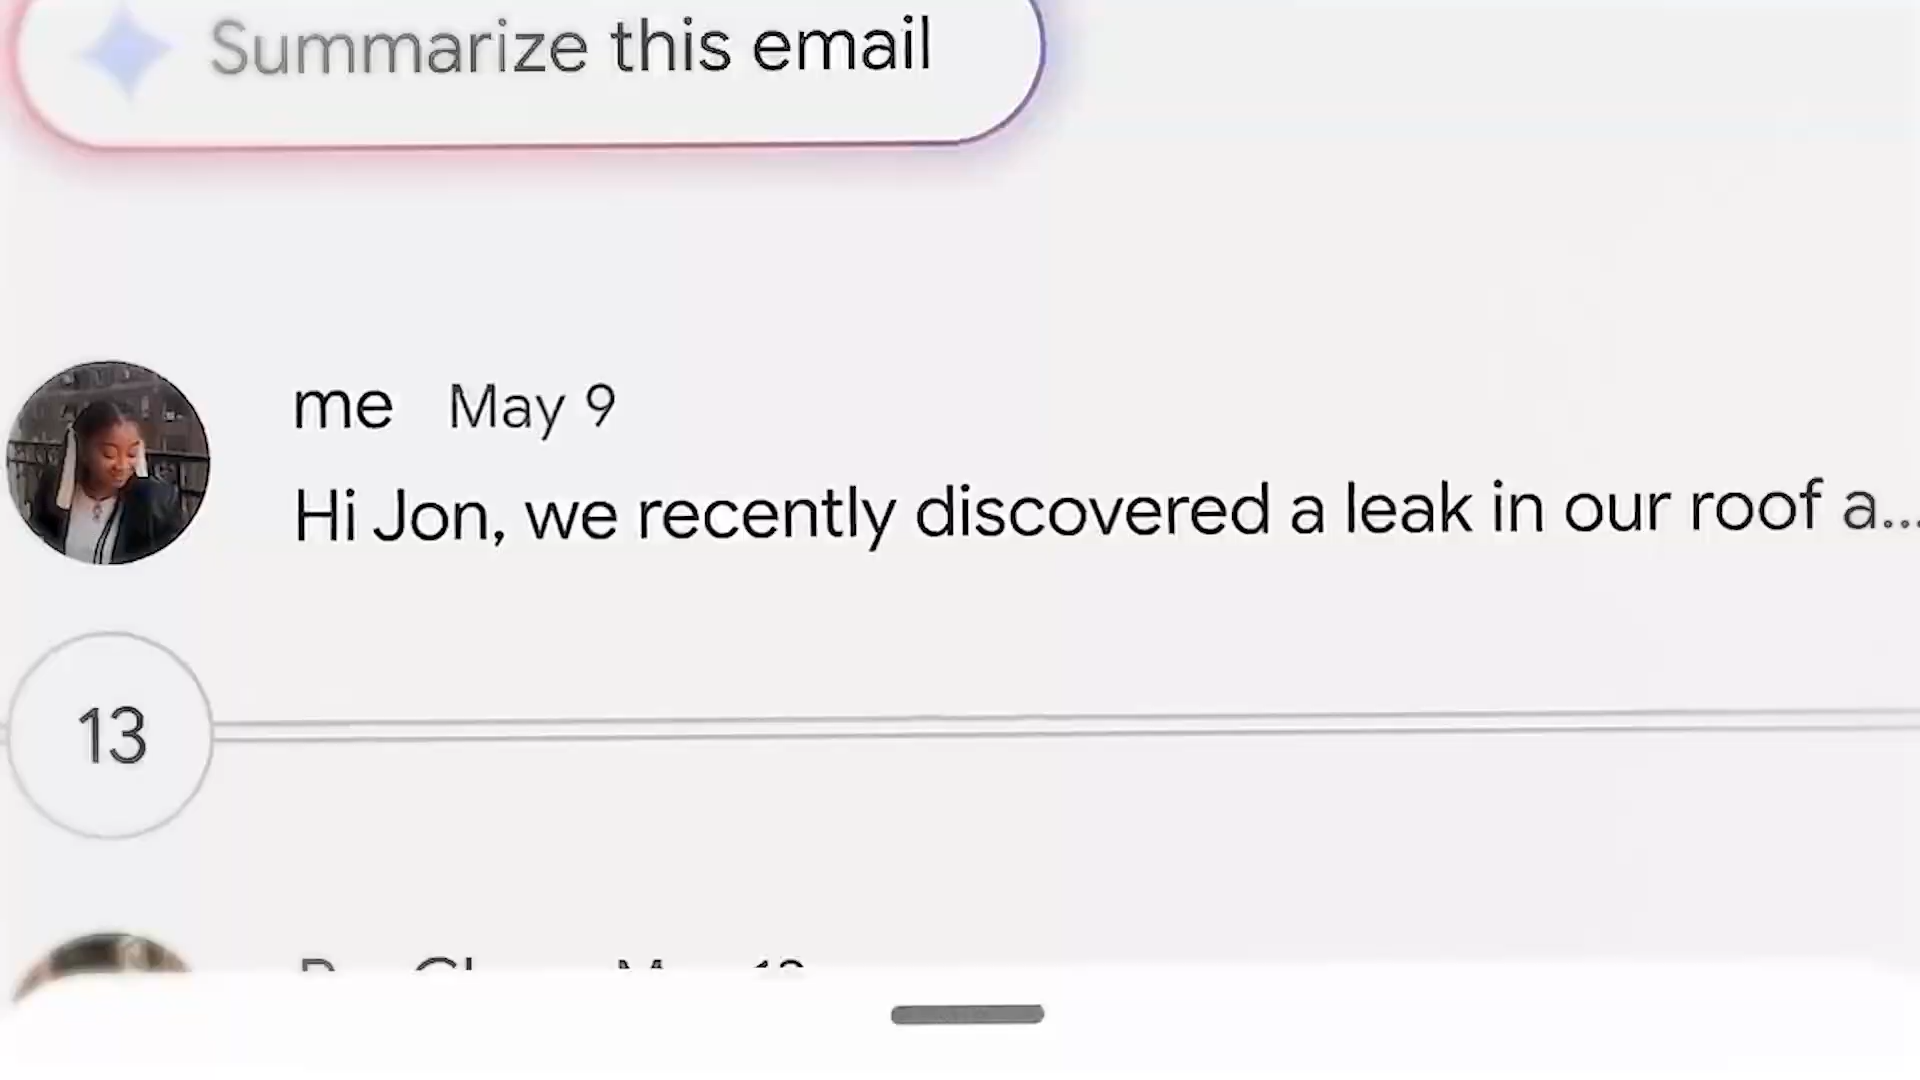 Summarize this email
me May 9
Hi Jon, we recently discovered a leak in our roof a...
13